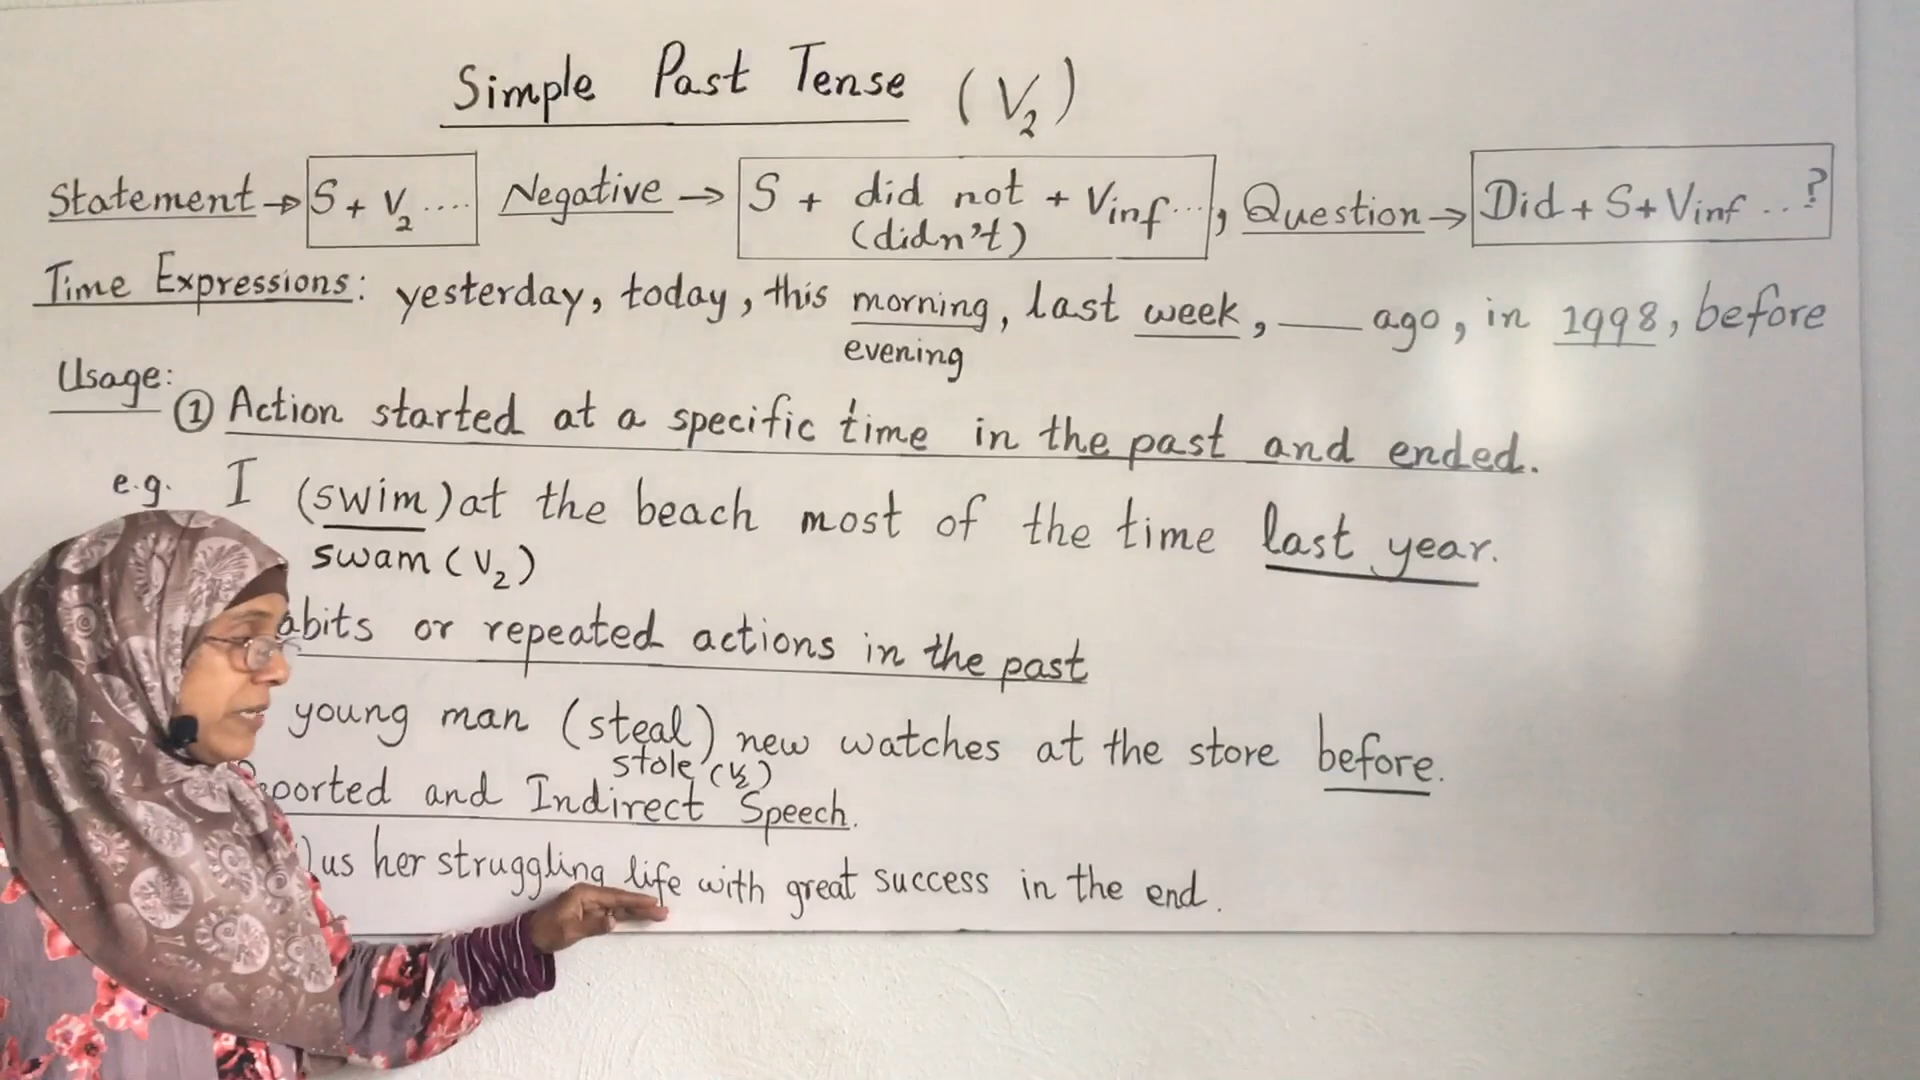 Simple Past Tense (V2)
Statement → S + V2 .... Negative → S + did not + Vinf..., Question → Did + S + Vinf ..?
(didn't)
Time Expressions: yesterday, today, this morning, last week, ___ ago, in 1998, before
evening
Usage:
① Action started at a specific time in the past and ended.
e.g. I (swim) at the beach most of the time last year.
swam (V2)
abits or repeated actions in the past
young man (steal) new watches at the store before.
stole (V2)
ported and Indirect Speech.
) us her struggling life with great success in the end.